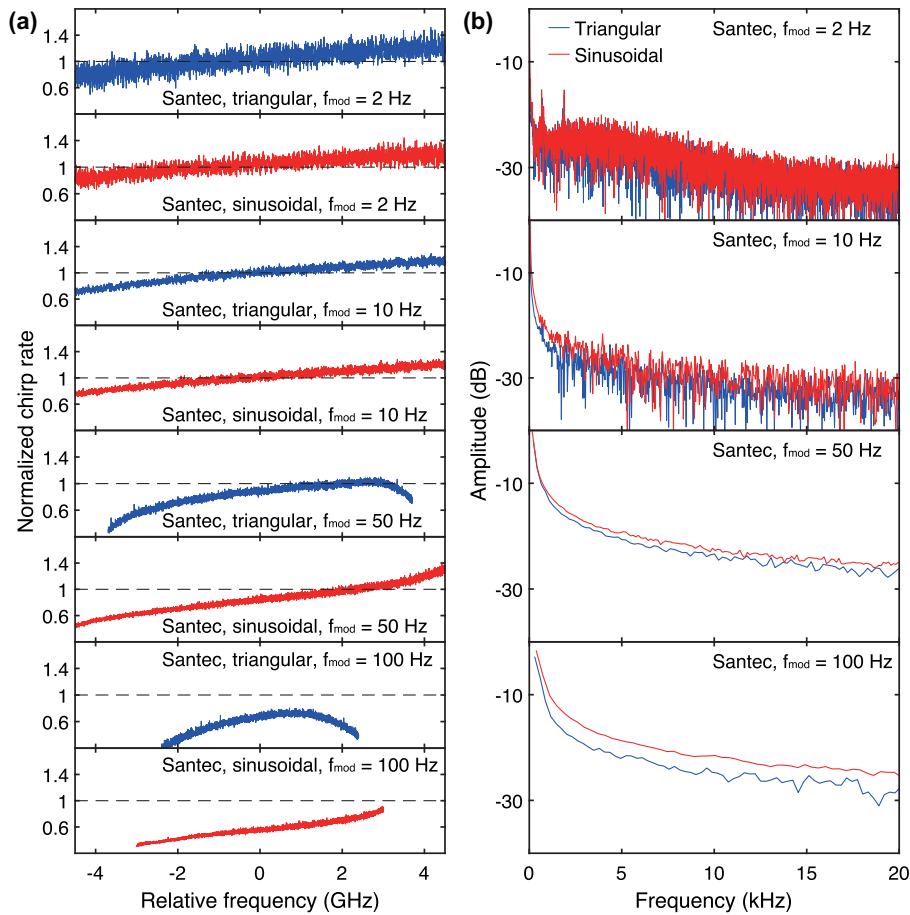 (a)
Normalized chirp rate
1.4
1
0.6
Santec, triangular, fmod = 2 Hz
1.4
1
0.6
Santec, sinusoidal, fmod = 2 Hz
1.4
1
0.6
Santec, triangular, fmod = 10 Hz
1.4
1
0.6
Santec, sinusoidal, fmod = 10 Hz
1.4
1
0.6
Santec, triangular, fmod = 50 Hz
1.4
1
0.6
Santec, sinusoidal, fmod = 50 Hz
Santec, triangular, fmod = 100 Hz
1.4
1
0.6
Santec, sinusoidal, fmod = 100 Hz
1.4
1
0.6
-4 -2 0 2 4
Relative frequency (GHz)
(b)
Amplitude (dB)
Triangular
Sinusoidal
Santec, fmod = 2 Hz
-10
-30
Santec, fmod = 10 Hz
-10
-30
Santec, fmod = 50 Hz
-10
-30
Santec, fmod = 100 Hz
-10
-30
0 5 10 15 20
Frequency (kHz)